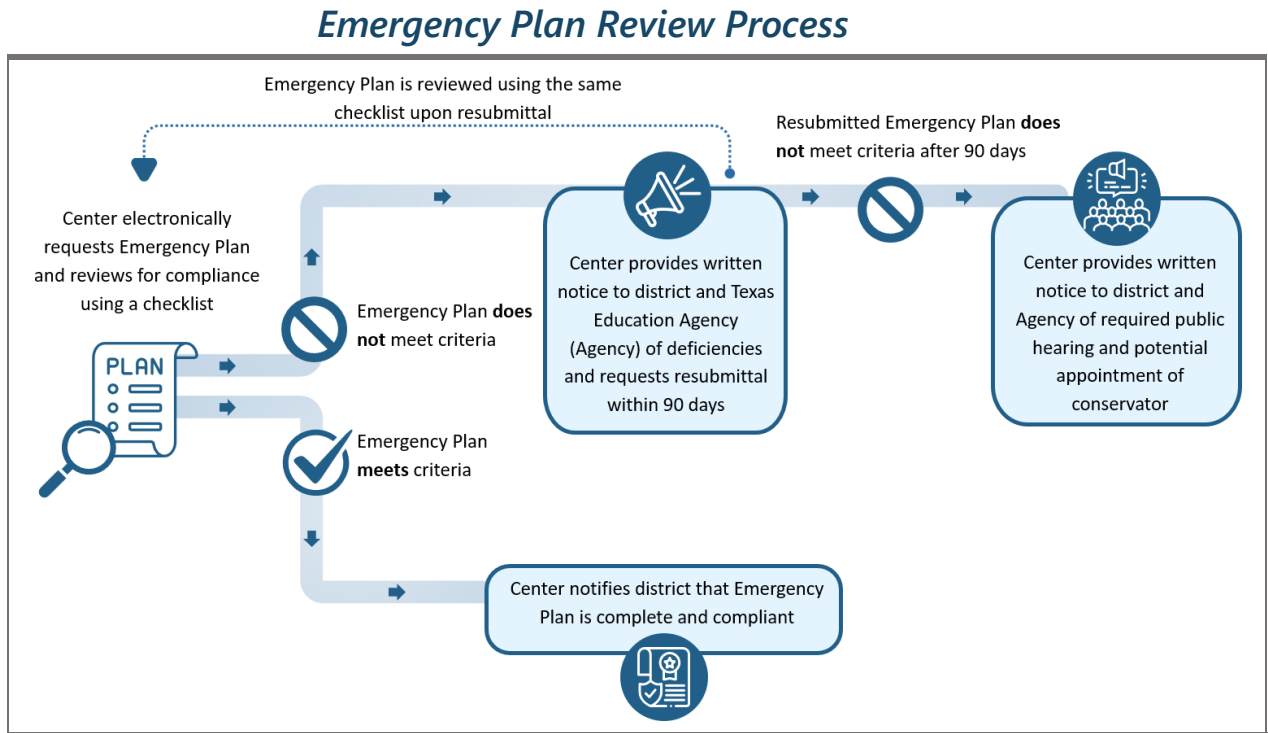 Emergency Plan Review Process
Emergency Plan is reviewed using the same
checklist upon resubmittal
Resubmitted Emergency Plan does
not meet criteria after 90 days
Center electronically
requests Emergency Plan
and reviews for compliance
using a checklist
PLAN
Emergency Plan does
not meet criteria
Center provides written
notice to district and Texas
Education Agency
(Agency) of deficiencies
and requests resubmittal
within 90 days
Center provides written
notice to district and
Agency of required public
hearing and potential
appointment of
conservator
Emergency Plan
meets criteria
Center notifies district that Emergency
Plan is complete and compliant